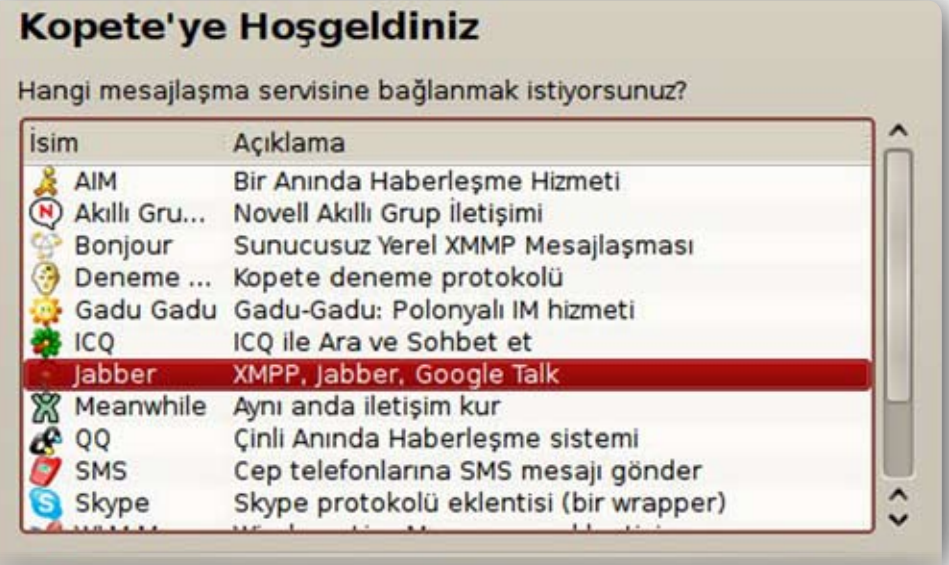 Kopete'ye Hoşgeldiniz
Hangi mesajlaşma servisine bağlanmak istiyorsunuz?
İsim Açıklama
AIM Bir Anında Haberleşme Hizmeti
Akıllı Gru... Novell Akıllı Grup İletişimi
Bonjour Sunucusuz Yerel XMMP Mesajlaşması
Deneme ... Kopete deneme protokolü
Gadu Gadu Gadu-Gadu: Polonyalı IM hizmeti
ICQ ICQ ile Ara ve Sohbet et
Jabber XMPP, Jabber, Google Talk
Meanwhile Aynı anda iletişim kur
QQ Çinli Anında Haberleşme sistemi
SMS Cep telefonlarına SMS mesajı gönder
Skype Skype protokolü eklentisi (bir wrapper)